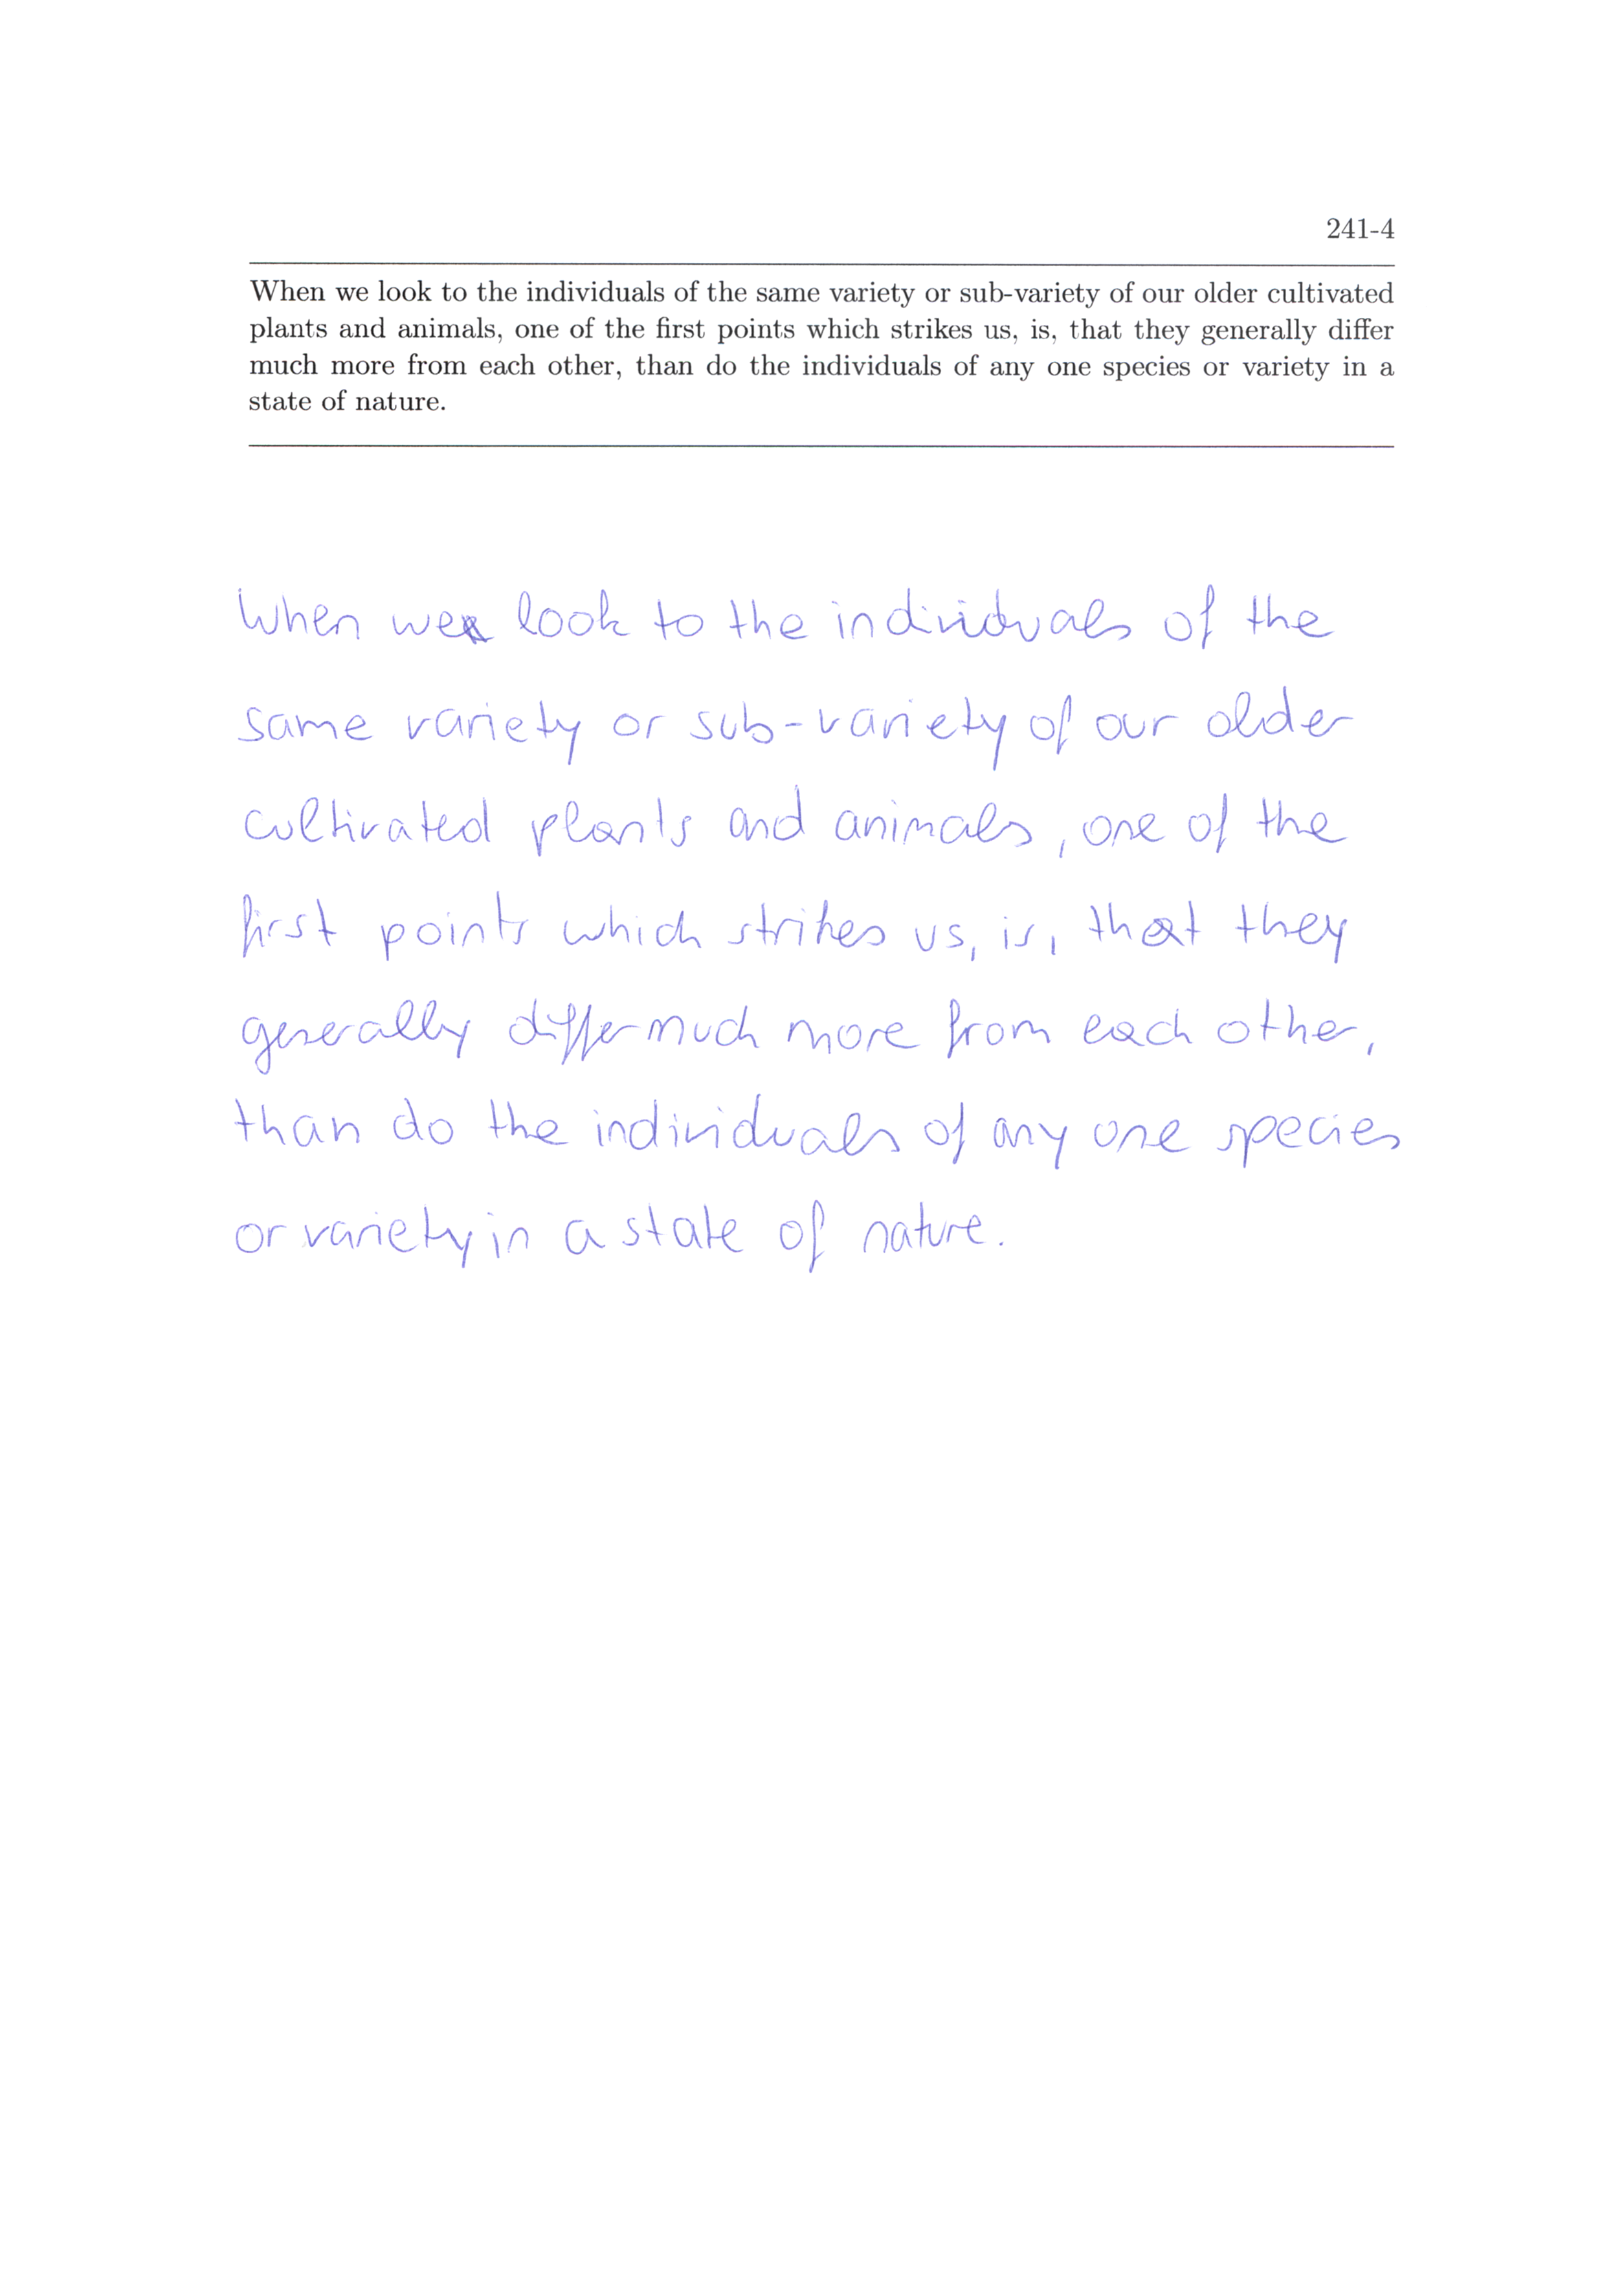 241-4
When we look to the individuals of the same variety or sub-variety of our older cultivated
plants and animals, one of the first points which strikes us, is, that they generally differ
much more from each other, than do the individuals of any one species or variety in a
state of nature.
When we look to the individuals of the
same variety or sub-variety of our older
cultivated plants and animals, one of the
first points which strikes us, is, that they
generally differ much more from each other,
than do the individuals of any one species
or variety in a state of nature.